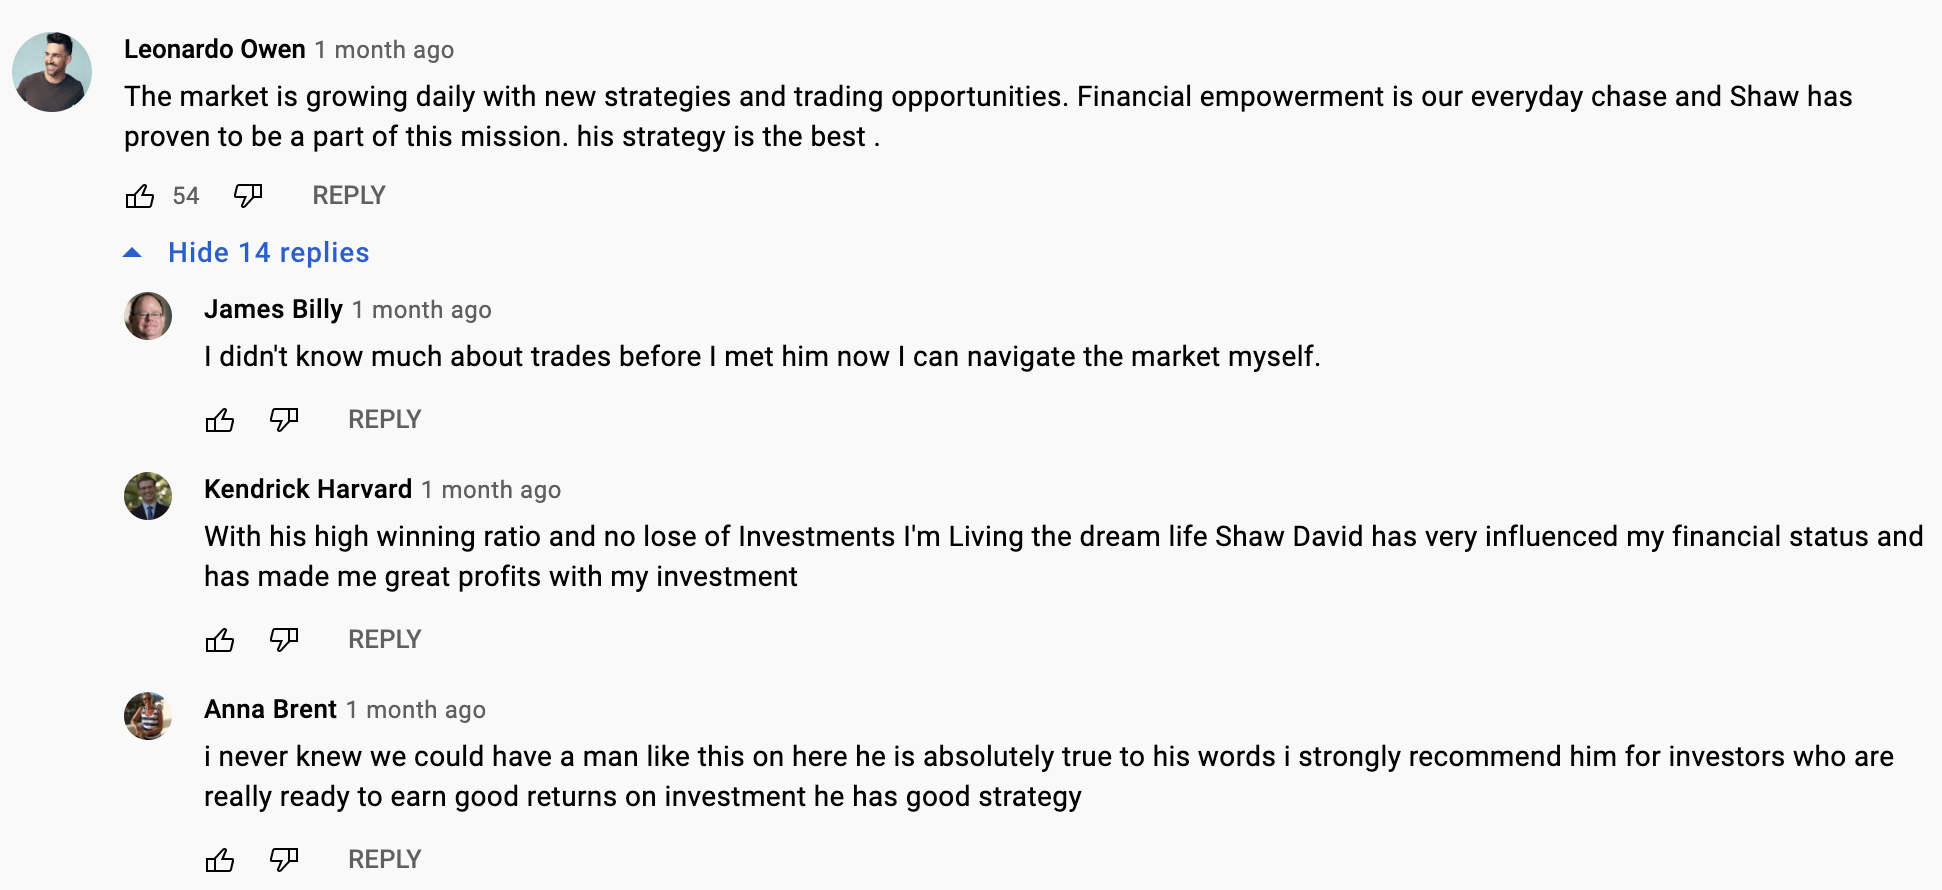 Leonardo Owen 1 month ago
The market is growing daily with new strategies and trading opportunities. Financial empowerment is our everyday chase and Shaw has
proven to be a part of this mission. his strategy is the best .
54 REPLY
Hide 14 replies
James Billy 1 month ago
I didn't know much about trades before I met him now I can navigate the market myself.
REPLY
Kendrick Harvard 1 month ago
With his high winning ratio and no lose of Investments I'm Living the dream life Shaw David has very influenced my financial status and
has made me great profits with my investment
REPLY
Anna Brent 1 month ago
i never knew we could have a man like this on here he is absolutely true to his words i strongly recommend him for investors who are
really ready to earn good returns on investment he has good strategy
REPLY